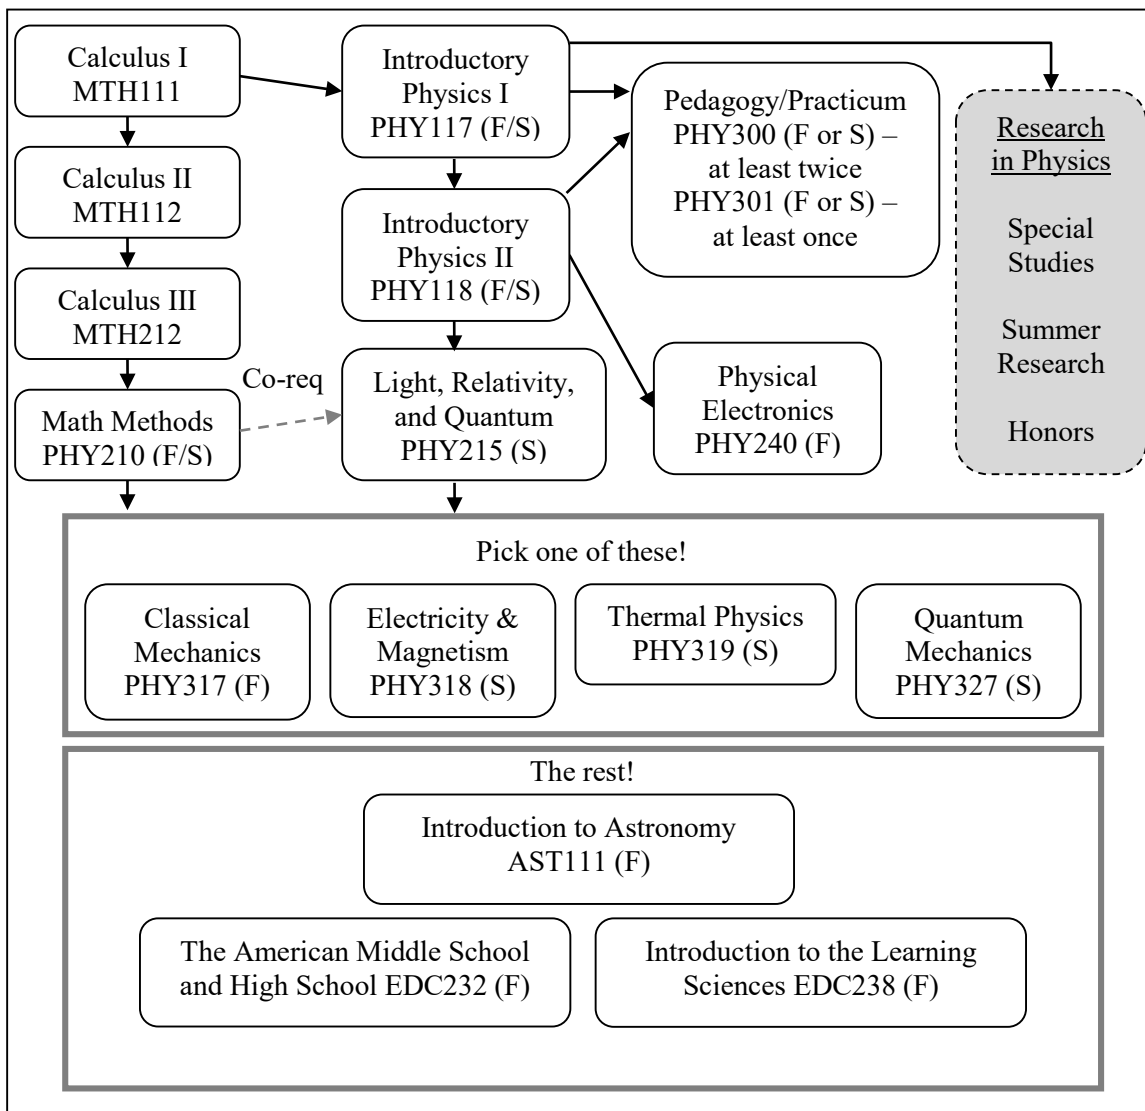 Calculus I
MTH111
Introductory
Physics I
PHY117 (F/S)
Pedagogy/Practicum
PHY300 (F or S) –
at least twice
PHY301 (F or S) –
at least once
Research
in Physics
Special
Studies
Summer
Research
Honors
Calculus II
MTH112
Introductory
Physics II
PHY118 (F/S)
Calculus III
MTH212
Co-req
Math Methods
PHY210 (F/S)
Light, Relativity,
and Quantum
PHY215 (S)
Physical
Electronics
PHY240 (F)
Pick one of these!
Classical
Mechanics
PHY317 (F)
Electricity &
Magnetism
PHY318 (S)
Thermal Physics
PHY319 (S)
Quantum
Mechanics
PHY327 (S)
The rest!
Introduction to Astronomy
AST111 (F)
The American Middle School
and High School EDC232 (F)
Introduction to the Learning
Sciences EDC238 (F)